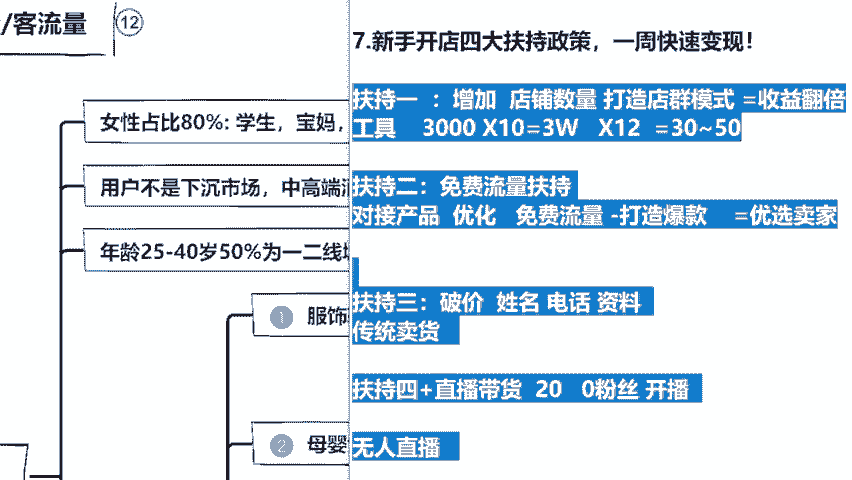 /客流量 12
女性占比80%: 学生，宝妈，
用户不是下沉市场，中高端
年龄25-40岁50%为一二线
1 服饰
2 母婴
7.新手开店四大扶持政策，一周快速变现！
扶持一 ：增加 店铺数量 打造店群模式 =收益翻倍
工具 3000 X10=3W X12 =30~50
扶持二：免费流量扶持
对接产品 优化 免费流量 -打造爆款 =优选卖家
扶持三：破价 姓名 电话 资料
传统卖货
扶持四+直播带货 20 0粉丝 开播
无人直播